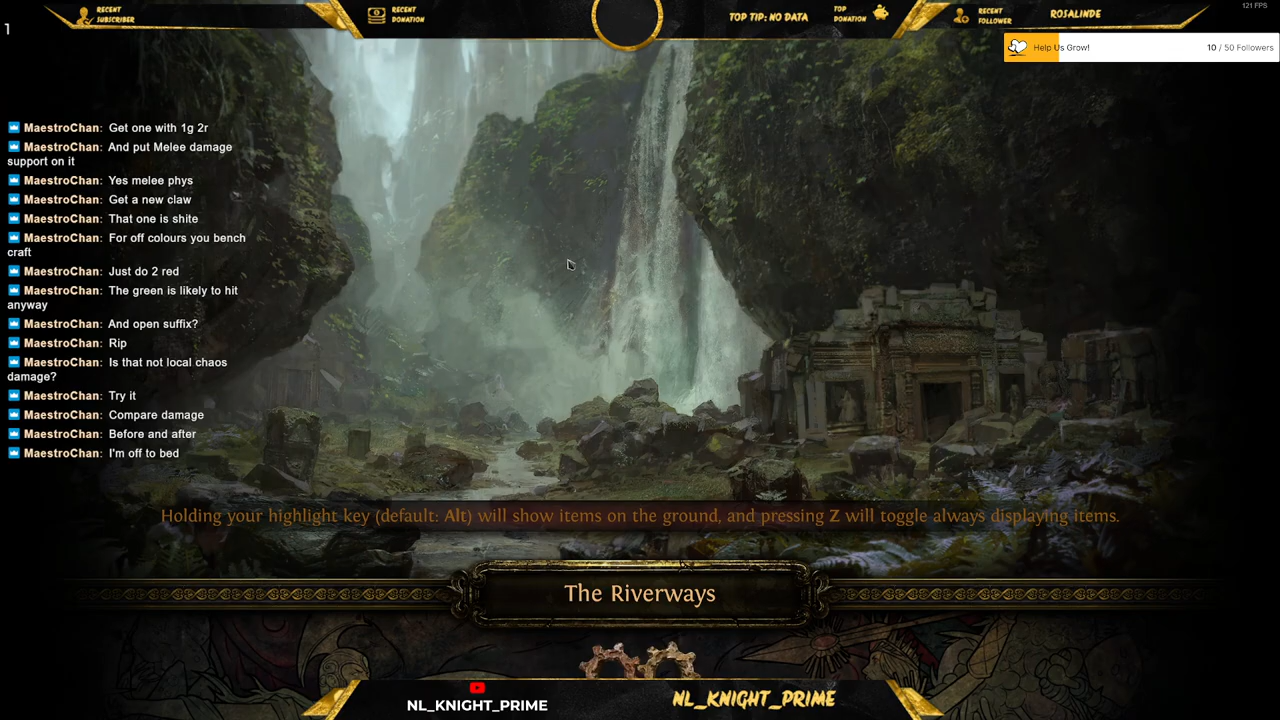 RECENT
SUBSCRIBER
RECENT
DONATION
TOP TIP: NO DATA
TOP
DONATION
RECENT
FOLLOWER
ROSALINDE
121 FPS
1
Help Us Grow!
10 / 50 Followers
MaestroChan: Get one with 1g 2r
MaestroChan: And put Melee damage
support on it
MaestroChan: Yes melee phys
MaestroChan: Get a new claw
MaestroChan: That one is shite
MaestroChan: For off colours you bench
craft
MaestroChan: Just do 2 red
MaestroChan: The green is likely to hit
anyway
MaestroChan: And open suffix?
MaestroChan: Rip
MaestroChan: Is that not local chaos
damage?
MaestroChan: Try it
MaestroChan: Compare damage
MaestroChan: Before and after
MaestroChan: I'm off to bed
Holding your highlight key (default: Alt) will show items on the ground, and pressing Z will toggle always displaying items.
The Riverways
NL_KNIGHT_PRIME
NL_KNIGHT_PRIME